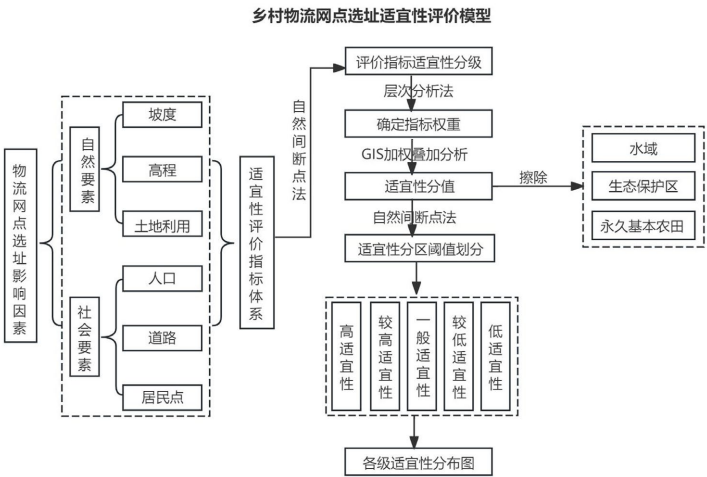 乡村物流网点选址适宜性评价模型
物流网点选址影响因素
自然要素
坡度
高程
土地利用
社会要素
人口
道路
居民点
适宜性评价指标体系
自然间断点法
评价指标适宜性分级
层次分析法
确定指标权重
GIS加权叠加分析
适宜性分值
擦除
水域
生态保护区
永久基本农田
自然间断点法
适宜性分区阈值划分
高适宜性
较高适宜性
一般适宜性
较低适宜性
低适宜性
各级适宜性分布图